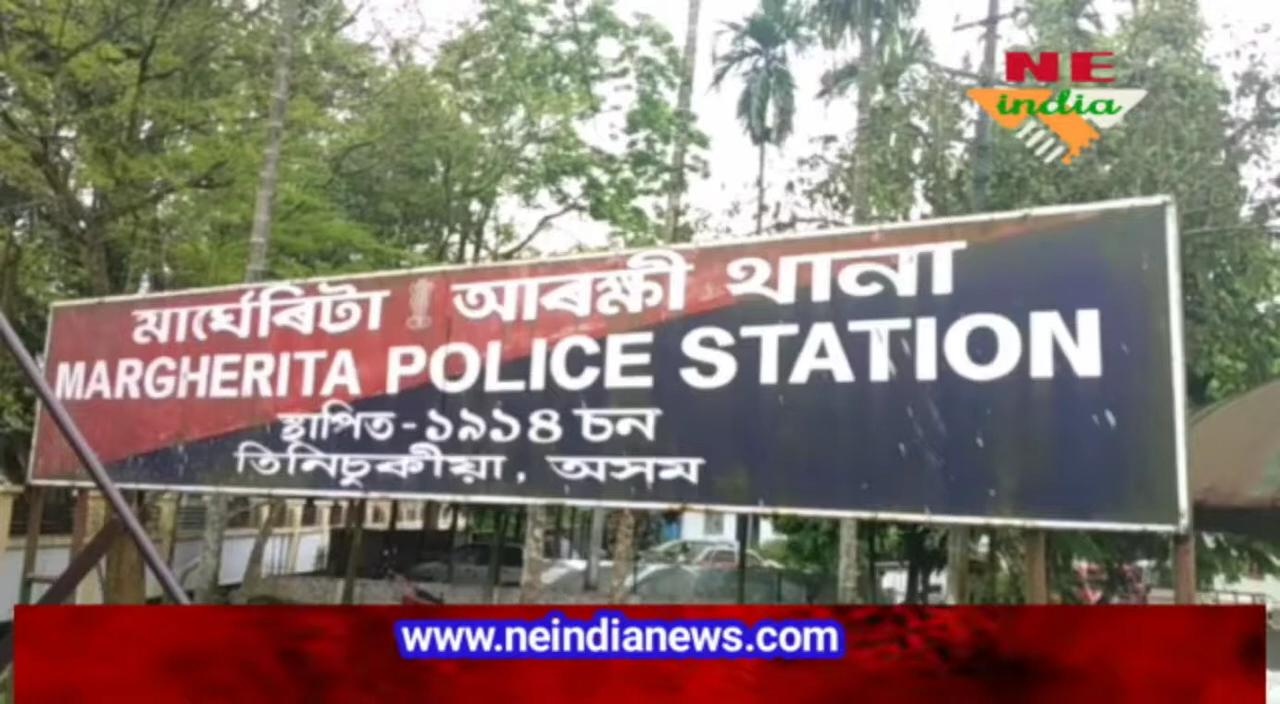 NE
india
মাৰ্ঘেৰিটা আৰক্ষী থানা
MARGHERITA POLICE STATION
স্থাপিত-১৯১৪ চন
তিনিচুকীয়া, অসম
www.neindianews.com